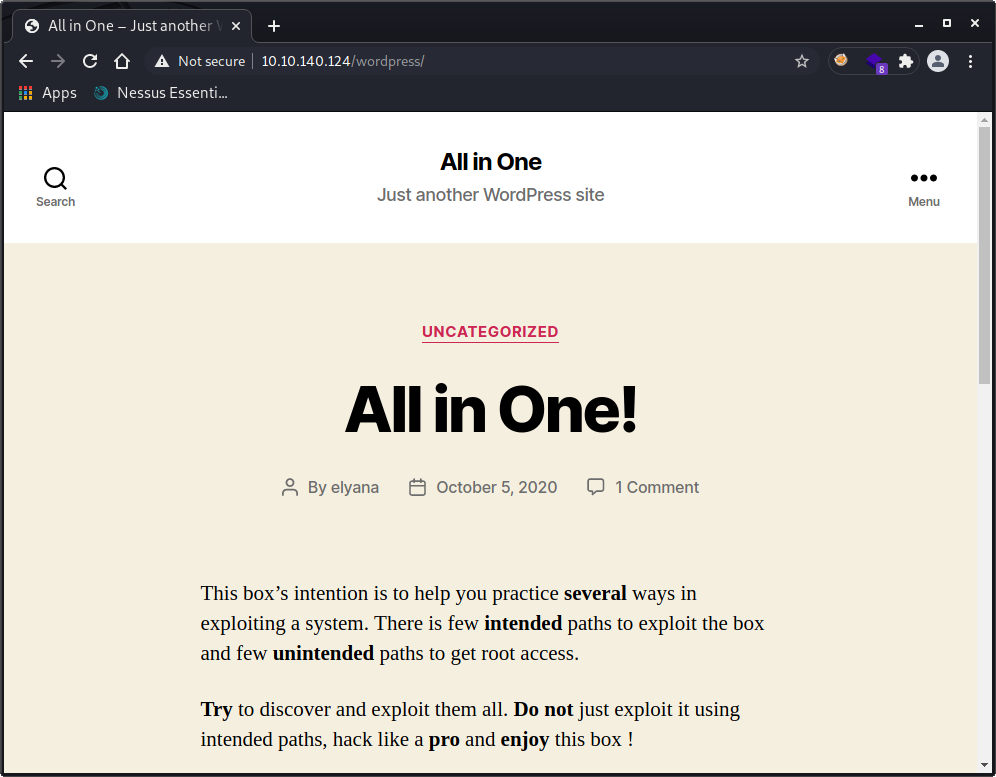 All in One – Just another W
Not secure
10.10.140.124/wordpress/
8
Apps
Nessus Essenti...
All in One
Just another WordPress site
Search
Menu
UNCATEGORIZED
All in One!
By elyana
October 5, 2020
1 Comment
This box’s intention is to help you practice several ways in
exploiting a system. There is few intended paths to exploit the box
and few unintended paths to get root access.
Try to discover and exploit them all. Do not just exploit it using
intended paths, hack like a pro and enjoy this box !